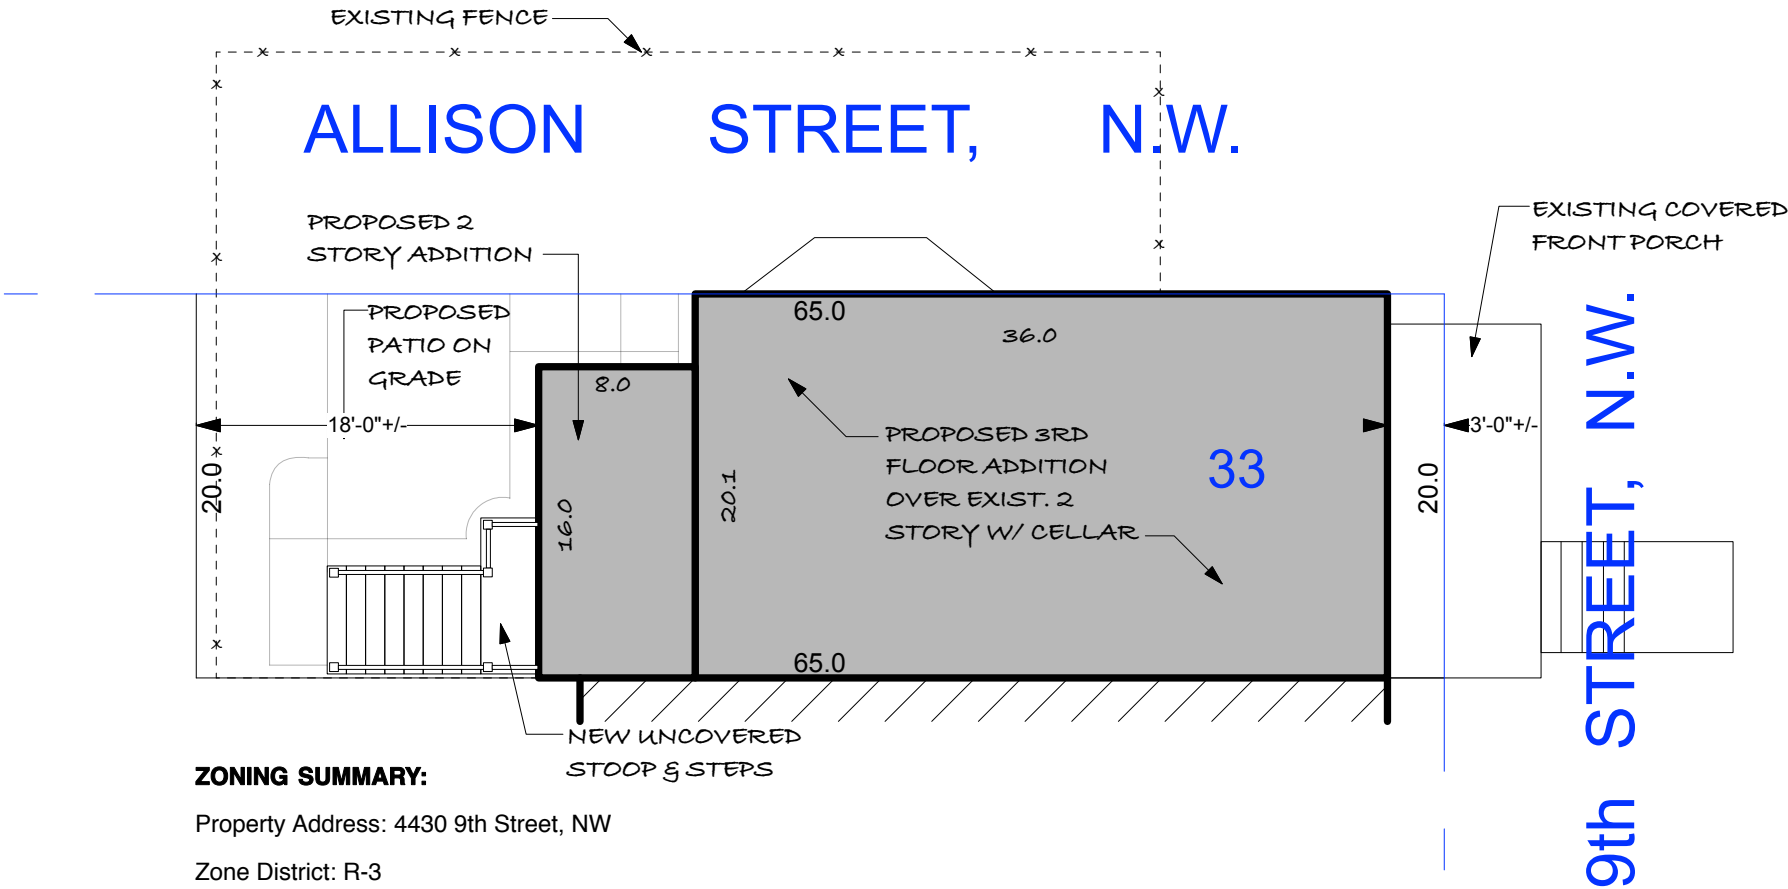 EXISTING FENCE
ALLISON STREET, N.W.
PROPOSED 2
STORY ADDITION
EXISTING COVERED
FRONT PORCH
PROPOSED
PATIO ON
GRADE
65.0
36.0
8.0
18'-0"+/-
3'-0"+/-
PROPOSED 3RD
FLOOR ADDITION
OVER EXIST. 2
STORY W/ CELLAR
33
20.0
16.0
20.1
20.0
65.0
9th STREET, N.W.
NEW UNCOVERED
STOOP & STEPS
ZONING SUMMARY:
Property Address: 4430 9th Street, NW
Zone District: R-3